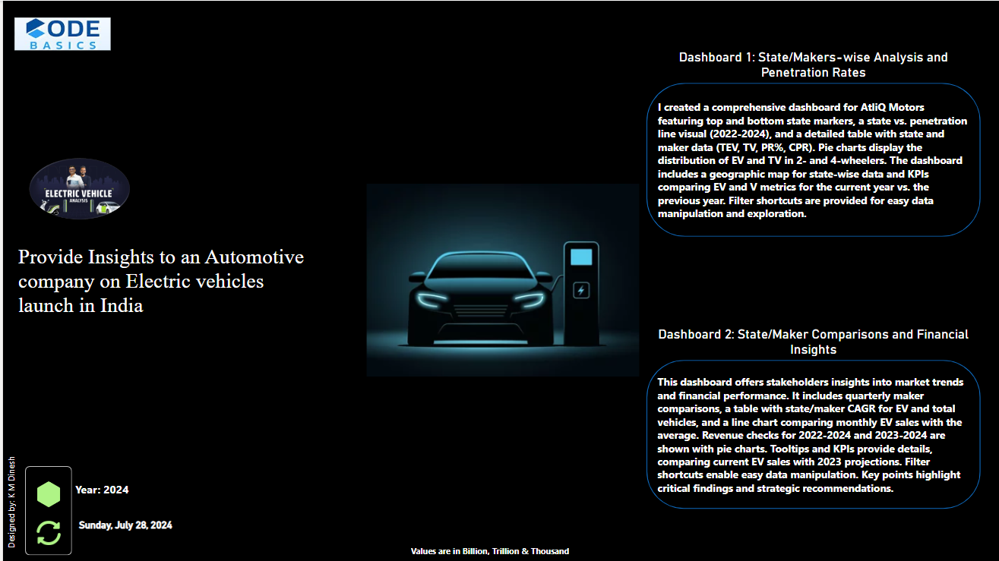 CODE
BASICS
ELECTRIC VEHICLE
ANALYSIS
Provide Insights to an Automotive
company on Electric vehicles
launch in India
Dashboard 1: State/Makers-wise Analysis and
Penetration Rates
I created a comprehensive dashboard for AtliQ Motors
featuring top and bottom state markers, a state vs. penetration
line visual (2022-2024), and a detailed table with state and
maker data (TEV, TV, PR%, CPR). Pie charts display the
distribution of EV and TV in 2- and 4-wheelers. The dashboard
includes a geographic map for state-wise data and KPIs
comparing EV and V metrics for the current year vs. the
previous year. Filter shortcuts are provided for easy data
manipulation and exploration.
Dashboard 2: State/Maker Comparisons and Financial
Insights
This dashboard offers stakeholders insights into market trends
and financial performance. It includes quarterly maker
comparisons, a table with state/maker CAGR for EV and total
vehicles, and a line chart comparing monthly EV sales with the
average. Revenue checks for 2022-2024 and 2023-2024 are
shown with pie charts. Tooltips and KPIs provide details,
comparing current EV sales with 2023 projections. Filter
shortcuts enable easy data manipulation. Key points highlight
critical findings and strategic recommendations.
Designed by: K M Dinesh
Year: 2024
Sunday, July 28, 2024
Values are in Billion, Trillion & Thousand